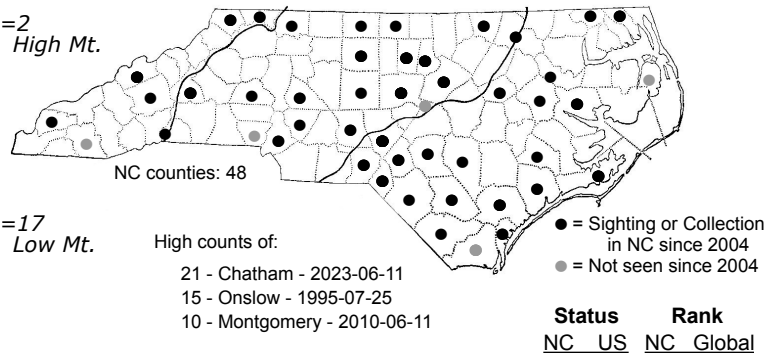 =2
High Mt.
NC counties: 48
=17
Low Mt.
High counts of:
21 - Chatham - 2023-06-11
15 - Onslow - 1995-07-25
10 - Montgomery - 2010-06-11
= Sighting or Collection
in NC since 2004
= Not seen since 2004
Status Rank
NC US NC Global